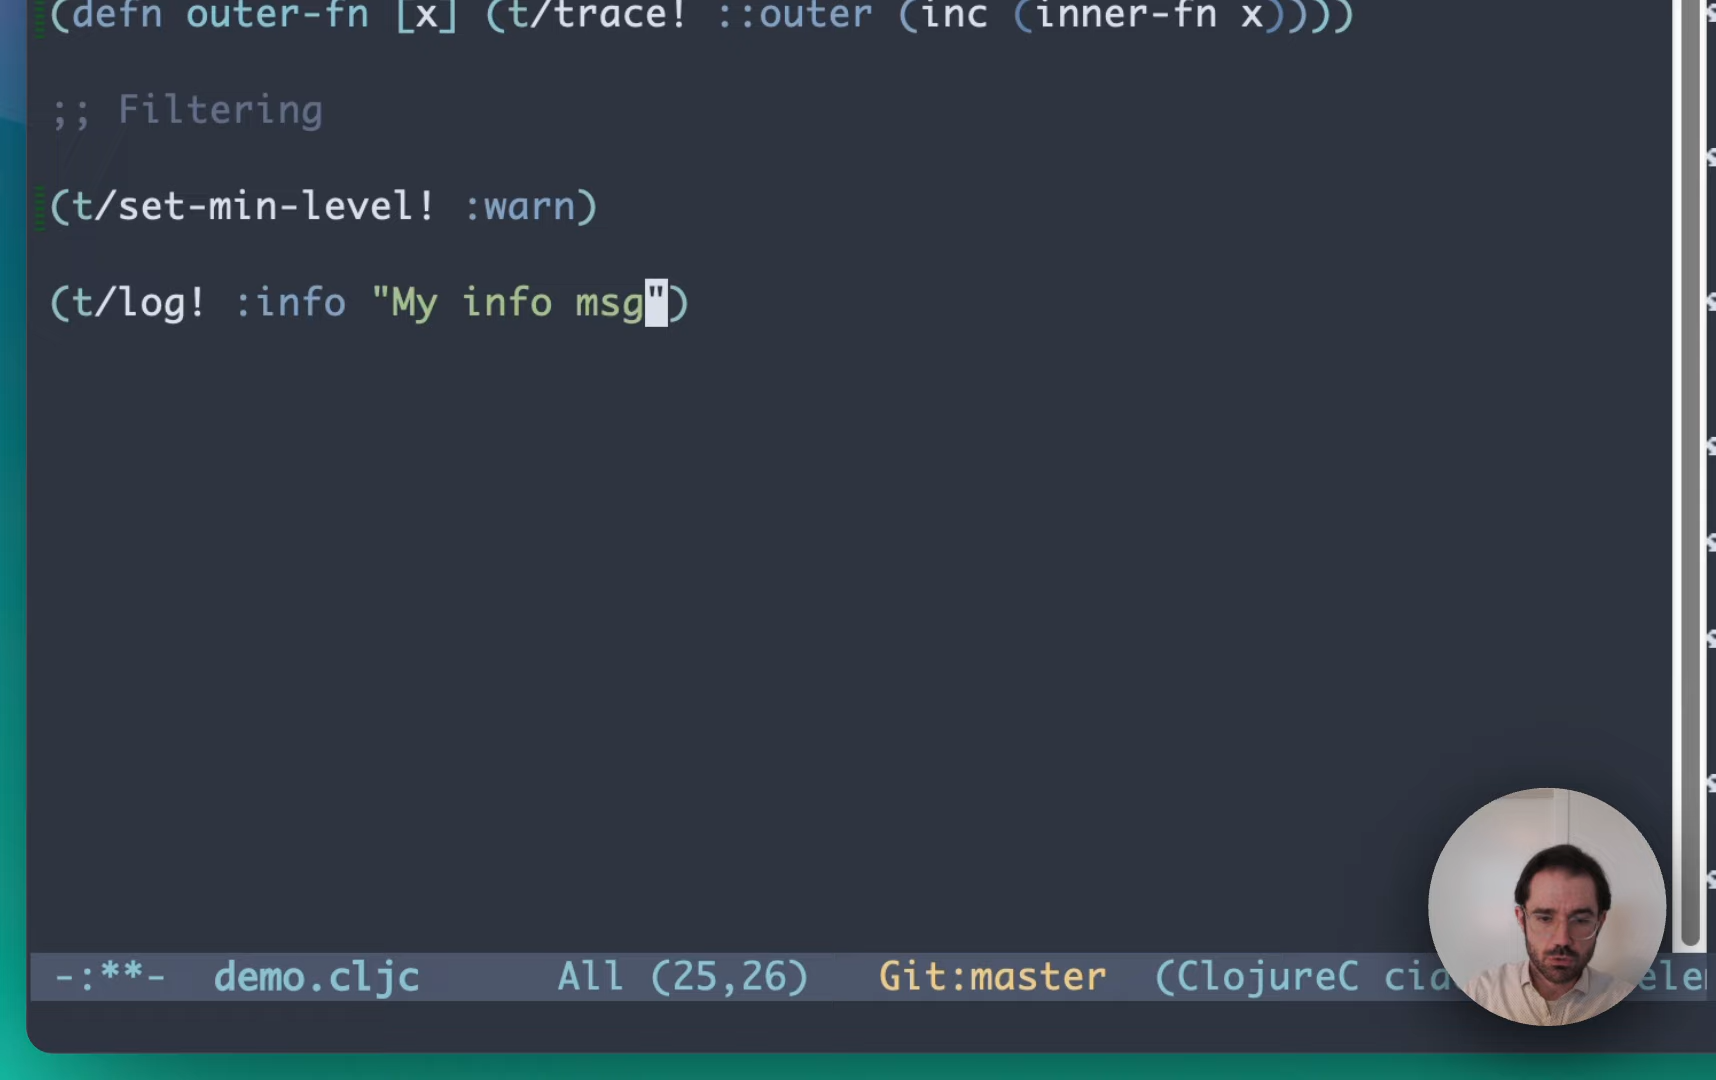 (defn outer-fn [x] (t/trace! ::outer (inc (inner-fn x))))
;; Filtering
(t/set-min-level! :warn)
(t/log! :info "My info msg")
-:**- demo.cljc All (25,26) Git:master (ClojureC